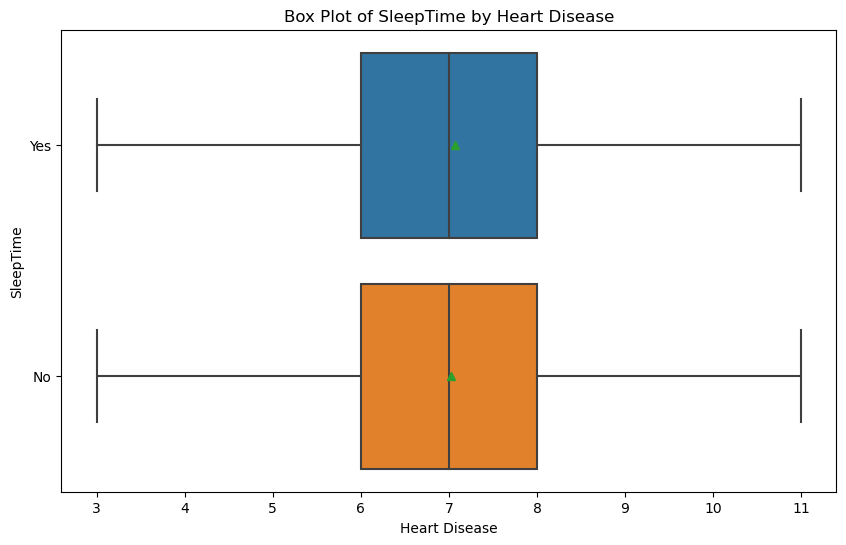 Box Plot of SleepTime by Heart Disease
Yes
No
SleepTime
3 4 5 6 7 8 9 10 11
Heart Disease